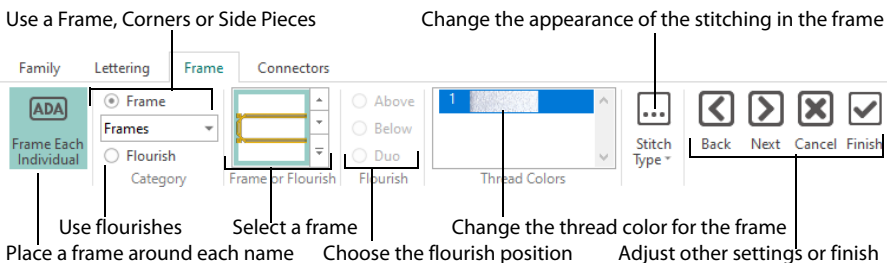 Use a Frame, Corners or Side Pieces
Change the appearance of the stitching in the frame
Family
Lettering
Frame
Connectors
ADA
Frame Each
Individual
Frame
Frames
Flourish
Category
Frame or Flourish
Above
Below
Duo
Flourish
1
Thread Colors
Stitch
Type
Back
Next
Cancel
Finish
Use flourishes
Select a frame
Change the thread color for the frame
Place a frame around each name
Choose the flourish position
Adjust other settings or finish